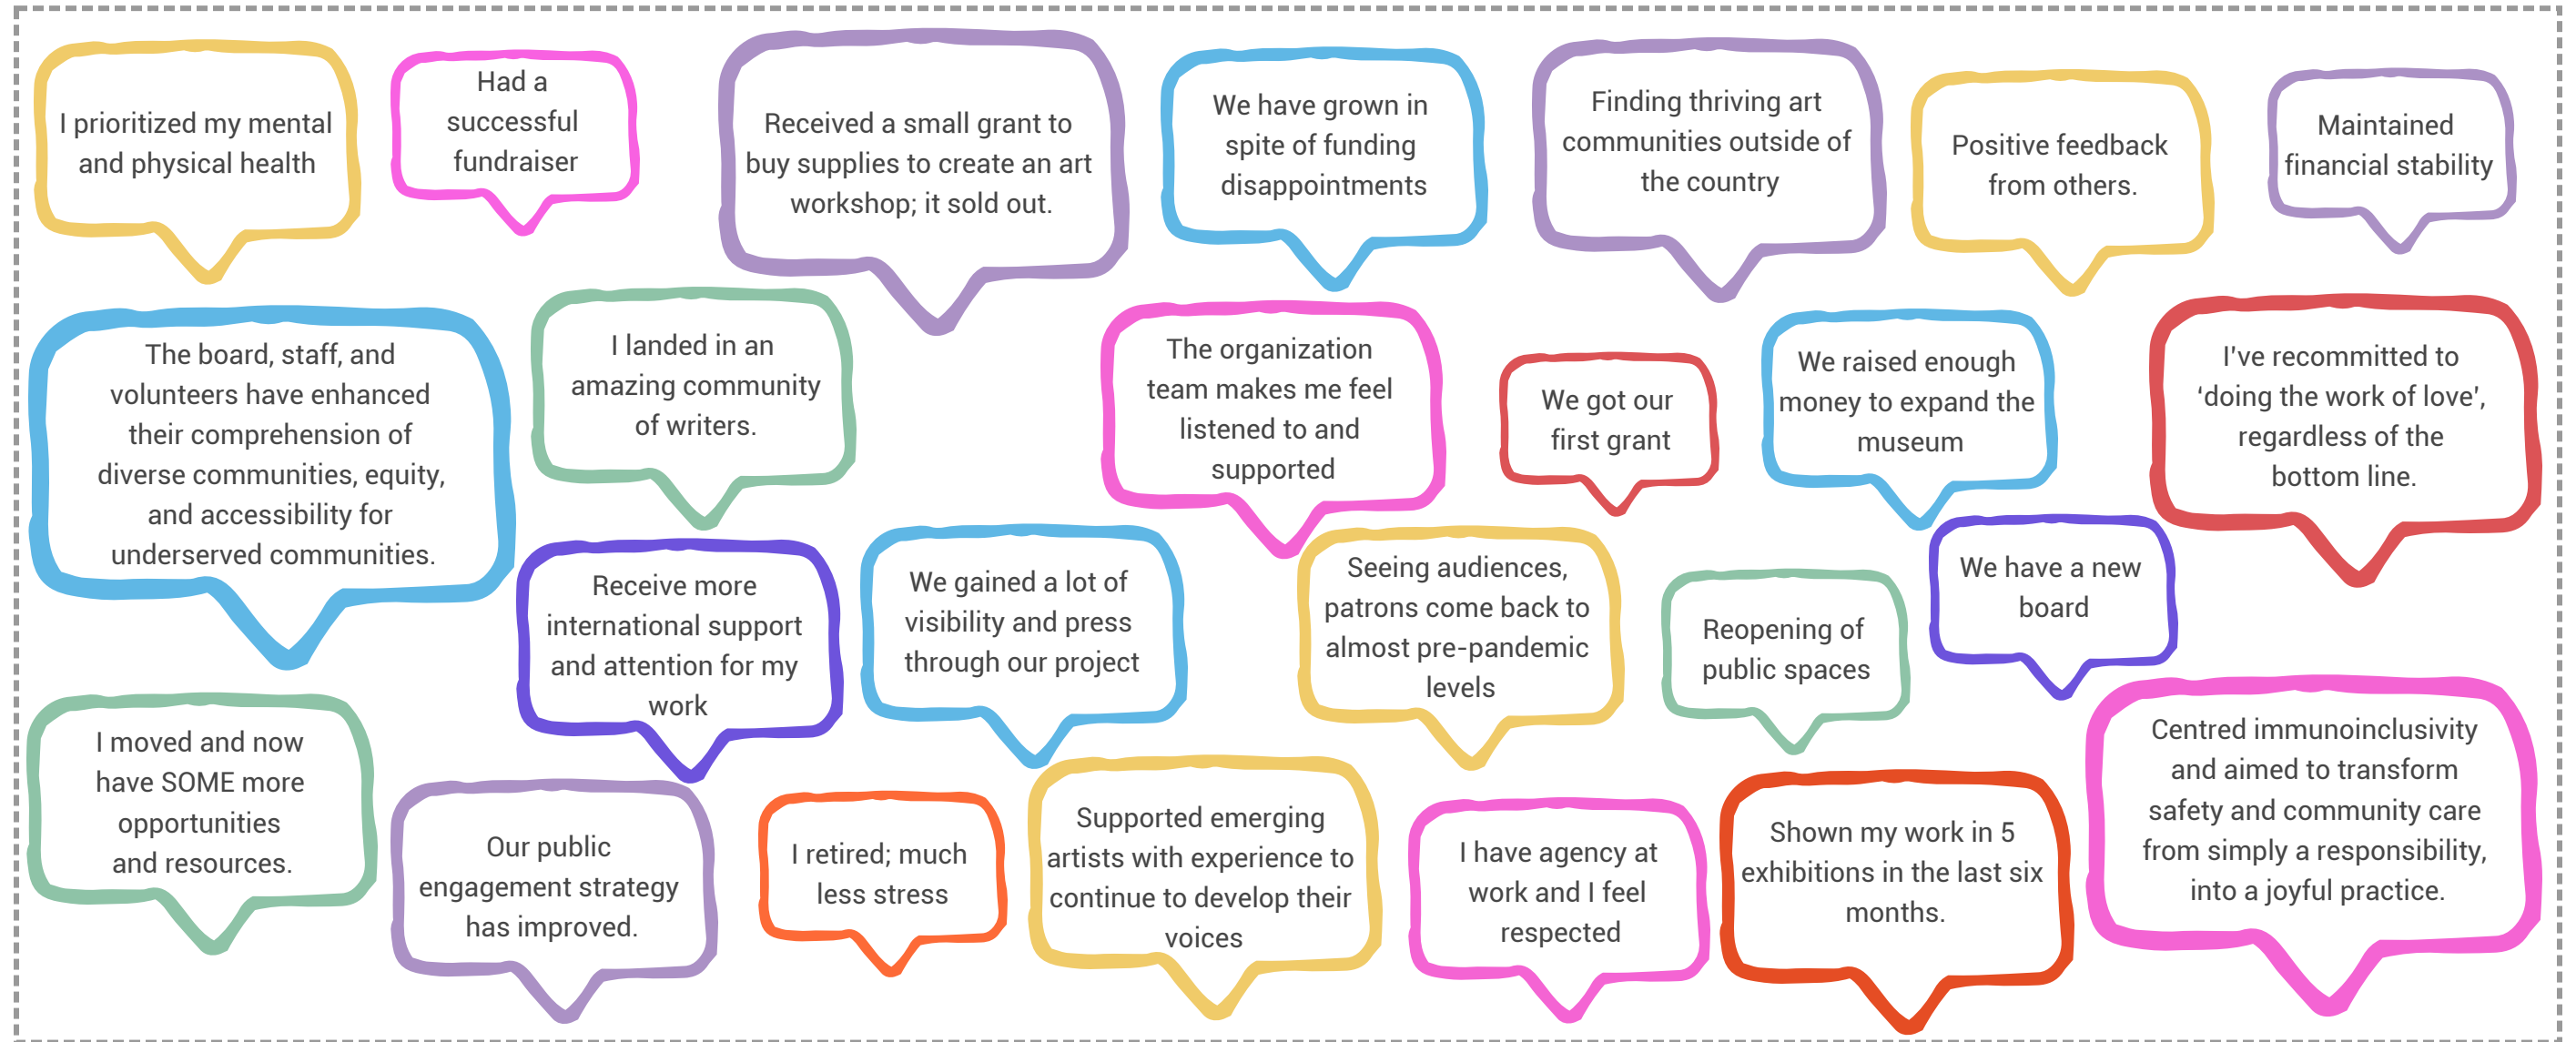 I prioritized my mental
and physical health
Had a
successful
fundraiser
Received a small grant to
buy supplies to create an art
workshop; it sold out.
We have grown in
spite of funding
disappointments
Finding thriving art
communities outside of
the country
Positive feedback
from others.
Maintained
financial stability
The board, staff, and
volunteers have enhanced
their comprehension of
diverse communities, equity,
and accessibility for
underserved communities.
I landed in an
amazing community
of writers.
The organization
team makes me feel
listened to and
supported
We got our
first grant
We raised enough
money to expand the
museum
I've recommitted to
‘doing the work of love’,
regardless of the
bottom line.
Receive more
international support
and attention for my
work
We gained a lot of
visibility and press
through our project
Seeing audiences,
patrons come back to
almost pre-pandemic
levels
Reopening of
public spaces
We have a new
board
I moved and now
have SOME more
opportunities
and resources.
Our public
engagement strategy
has improved.
I retired; much
less stress
Supported emerging
artists with experience to
continue to develop their
voices
I have agency at
work and I feel
respected
Shown my work in 5
exhibitions in the last six
months.
Centred immunoinclusivity
and aimed to transform
safety and community care
from simply a responsibility,
into a joyful practice.